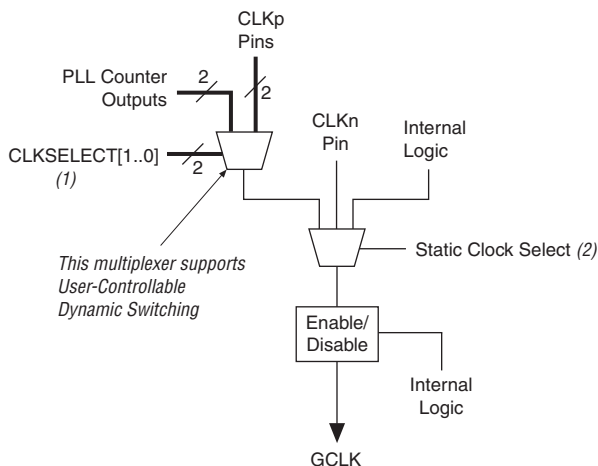 CLKp
Pins
PLL Counter
Outputs
2
2
CLKSELECT[1..0]
(1)
2
CLKn
Pin
Internal
Logic
This multiplexer supports
User-Controllable
Dynamic Switching
Static Clock Select (2)
Enable/
Disable
Internal
Logic
GCLK